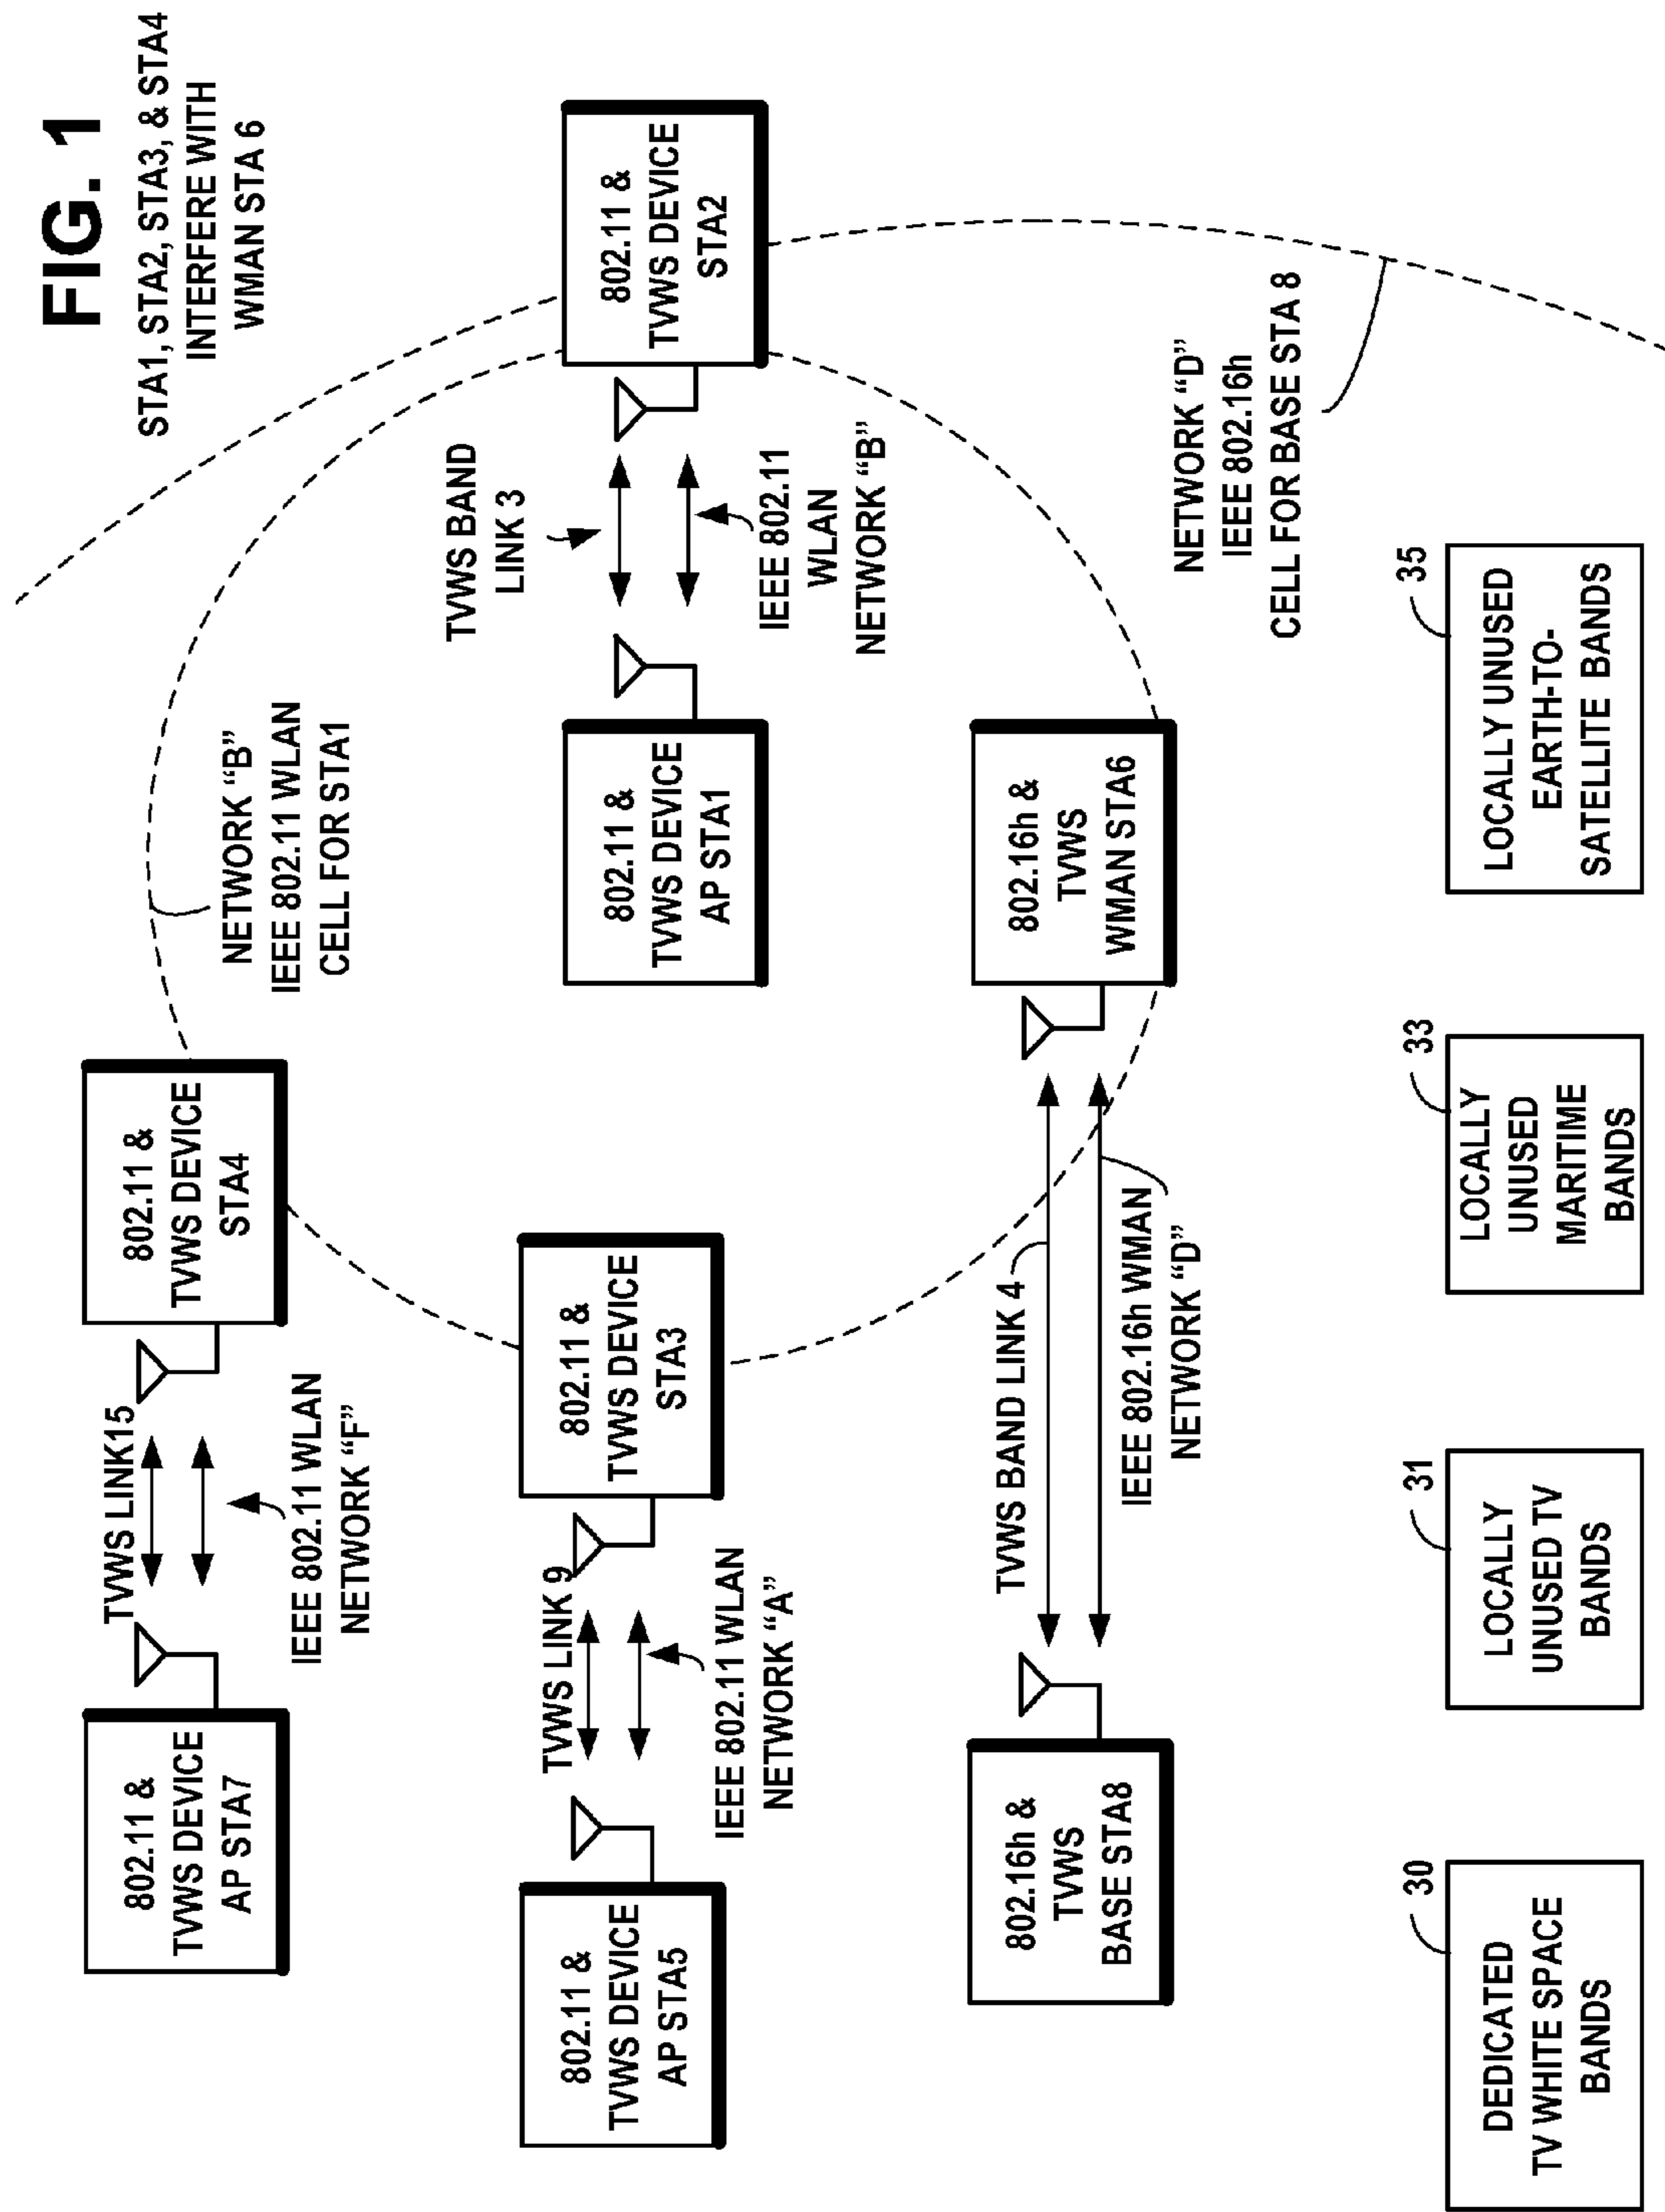 FIG. 1
STA1, STA2, STA3, & STA4
INTERFERE WITH
WMAN STA 6
802.11 &
TVWS DEVICE
AP STA7
TVWS LINK15
IEEE 802.11 WLAN
NETWORK “F”
802.11 &
TVWS DEVICE
STA4
NETWORK “B”
IEEE 802.11 WLAN
CELL FOR STA1
802.11 &
TVWS DEVICE
AP STA5
TVWS LINK 9
IEEE 802.11 WLAN
NETWORK “A”
802.11 &
TVWS DEVICE
STA3
802.11 &
TVWS DEVICE
AP STA1
TVWS BAND
LINK 3
IEEE 802.11
WLAN
NETWORK “B”
802.11 &
TVWS DEVICE
STA2
802.16h &
TVWS
BASE STA8
TVWS BAND LINK 4
IEEE 802.16h WMAN
NETWORK “D”
802.16h &
TVWS
WMAN STA6
NETWORK “D”
IEEE 802.16h
CELL FOR BASE STA 8
30
DEDICATED
TV WHITE SPACE
BANDS
31
LOCALLY
UNUSED TV
BANDS
33
LOCALLY
UNUSED
MARITIME
BANDS
35
LOCALLY UNUSED
EARTH-TO-
SATELLITE BANDS